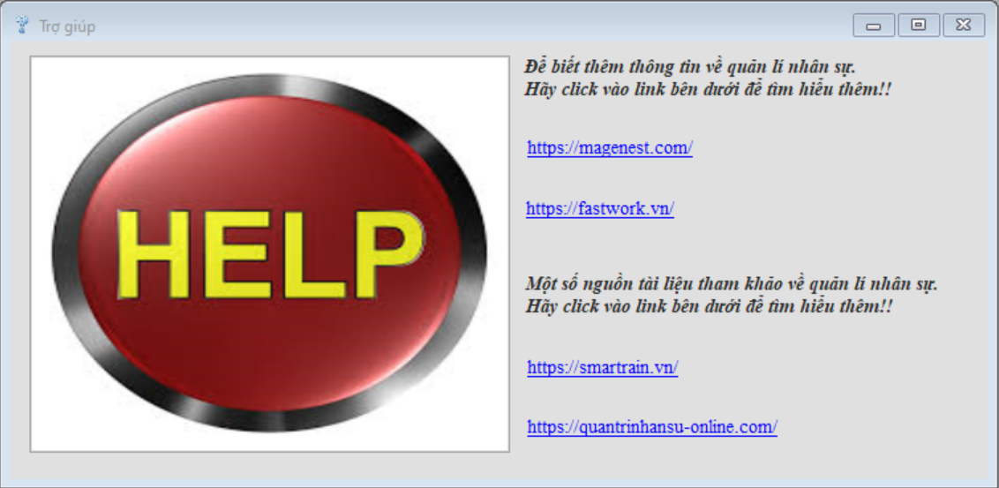 Trợ giúp
HELP
Để biết thêm thông tin về quản lí nhân sự.
Hãy click vào link bên dưới để tìm hiểu thêm!!
https://magenest.com/
https://fastwork.vn/
Một số nguồn tài liệu tham khảo về quản lí nhân sự.
Hãy click vào link bên dưới để tìm hiểu thêm!!
https://smartrain.vn/
https://quantrinhansu-online.com/